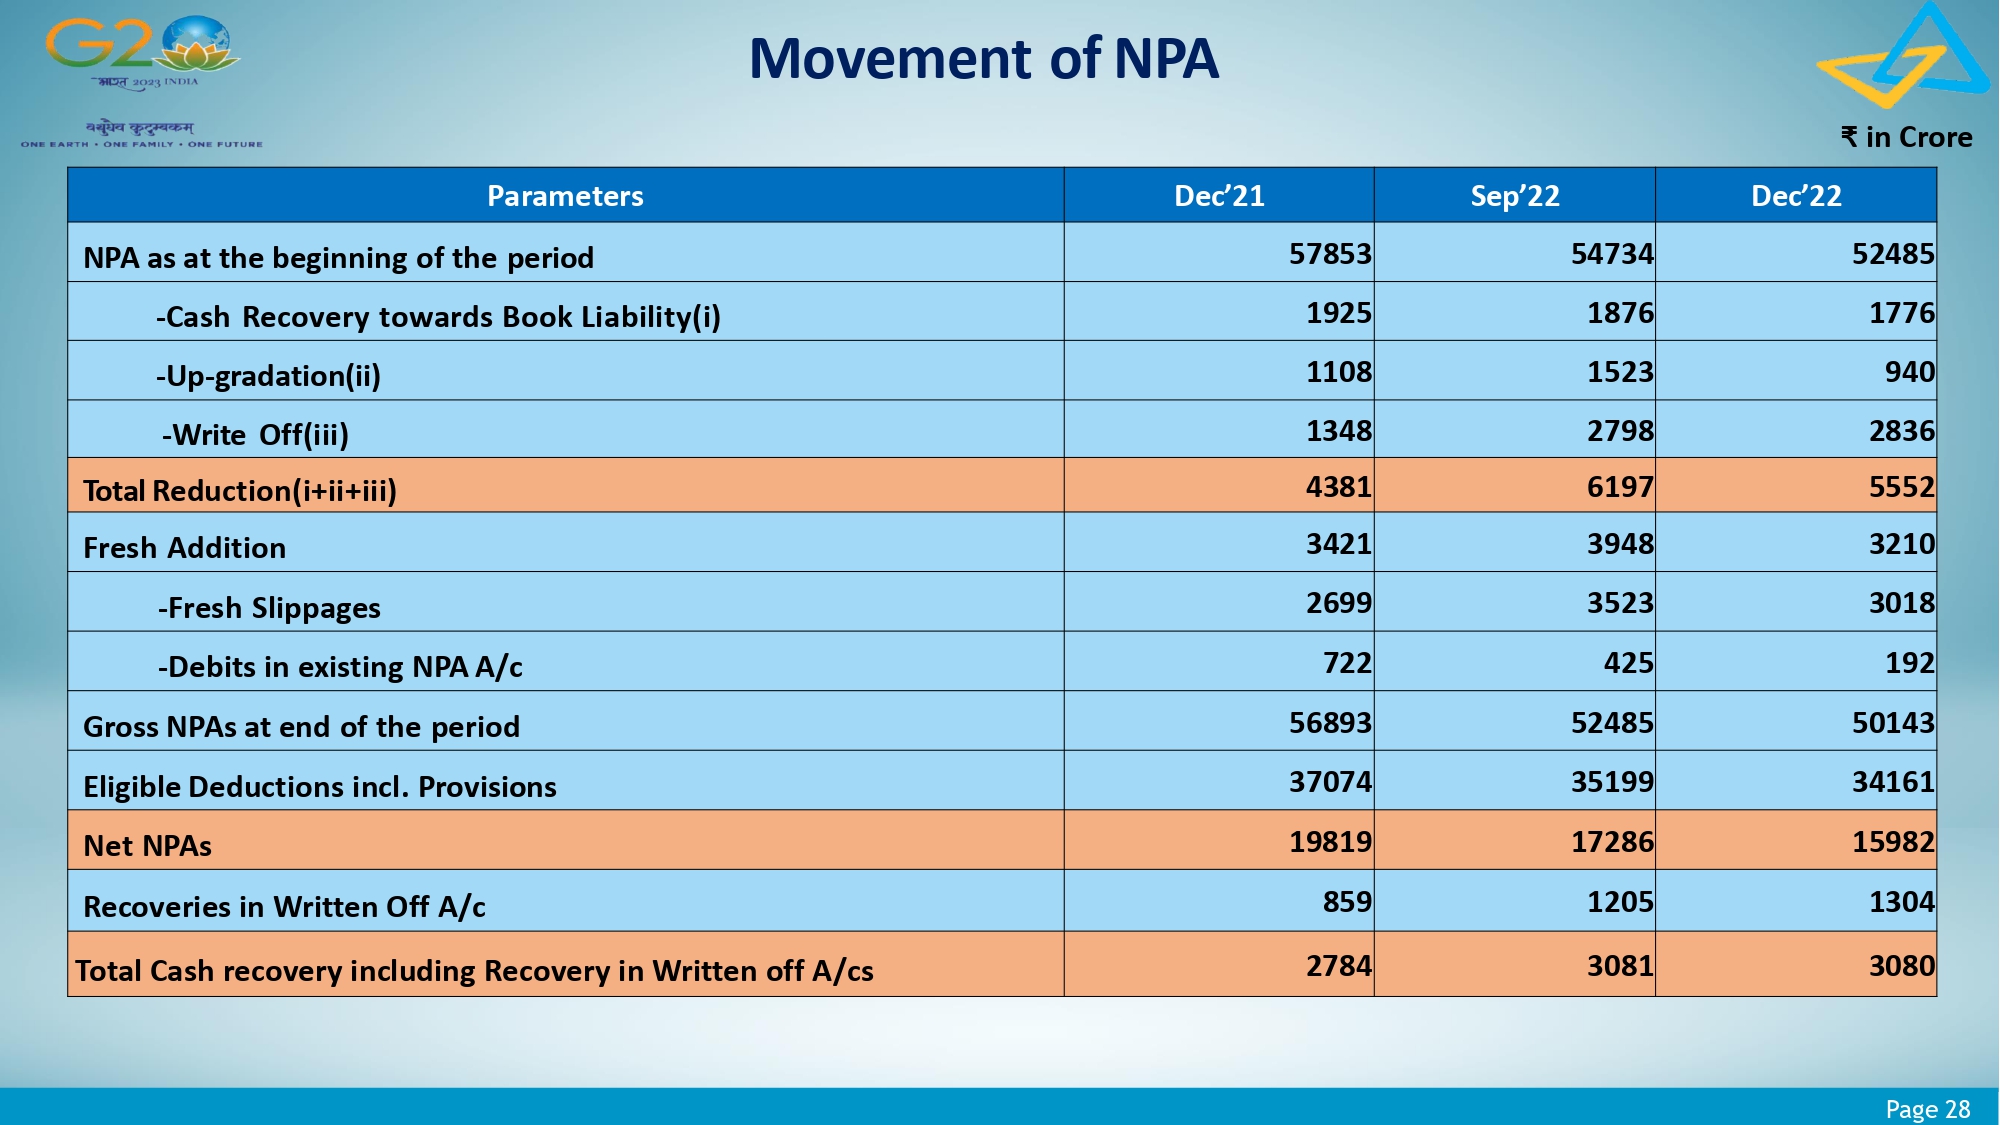 G20
भारत 2023 INDIA
वसुधैव कुटुम्बकम्
ONE EARTH • ONE FAMILY • ONE FUTURE
Movement of NPA
₹ in Crore
Parameters Dec’21 Sep’22 Dec’22
NPA as at the beginning of the period 57853 54734 52485
-Cash Recovery towards Book Liability(i) 1925 1876 1776
-Up-gradation(ii) 1108 1523 940
-Write Off(iii) 1348 2798 2836
Total Reduction(i+ii+iii) 4381 6197 5552
Fresh Addition 3421 3948 3210
-Fresh Slippages 2699 3523 3018
-Debits in existing NPA A/c 722 425 192
Gross NPAs at end of the period 56893 52485 50143
Eligible Deductions incl. Provisions 37074 35199 34161
Net NPAs 19819 17286 15982
Recoveries in Written Off A/c 859 1205 1304
Total Cash recovery including Recovery in Written off A/cs 2784 3081 3080
Page 28